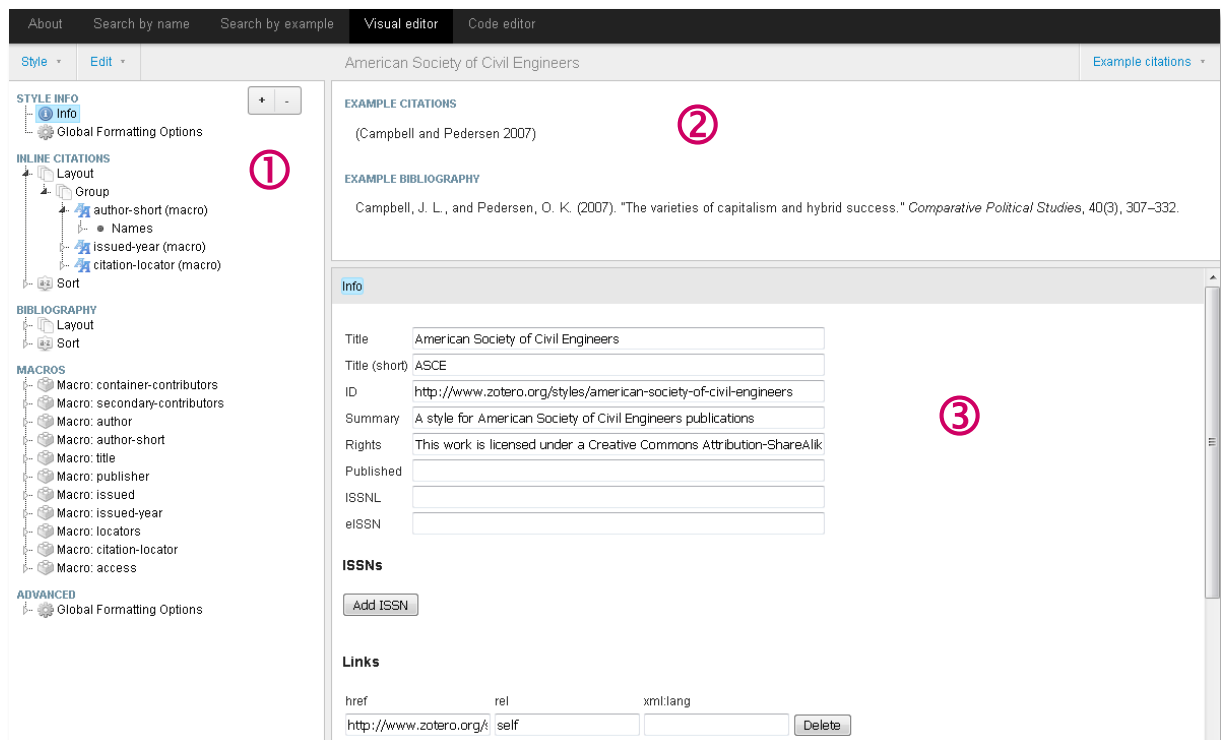 About Search by name Search by example Visual editor Code editor
Style Edit American Society of Civil Engineers Example citations
STYLE INFO
+ -
Info
Global Formatting Options
INLINE CITATIONS
Layout
Group
author-short (macro)
Names
issued-year (macro)
citation-locator (macro)
Sort
BIBLIOGRAPHY
Layout
Sort
MACROS
Macro: container-contributors
Macro: secondary-contributors
Macro: author
Macro: author-short
Macro: title
Macro: publisher
Macro: issued
Macro: issued-year
Macro: locators
Macro: citation-locator
Macro: access
ADVANCED
Global Formatting Options
①
EXAMPLE CITATIONS
②
(Campbell and Pedersen 2007)
EXAMPLE BIBLIOGRAPHY
Campbell, J. L., and Pedersen, O. K. (2007). "The varieties of capitalism and hybrid success." Comparative Political Studies, 40(3), 307–332.
Info
Title American Society of Civil Engineers
Title (short) ASCE
ID http://www.zotero.org/styles/american-society-of-civil-engineers
Summary A style for American Society of Civil Engineers publications
③
Rights This work is licensed under a Creative Commons Attribution-ShareAlik
Published
ISSNL
eISSN
ISSNs
Add ISSN
Links
href rel xml:lang
http://www.zotero.org/s self Delete